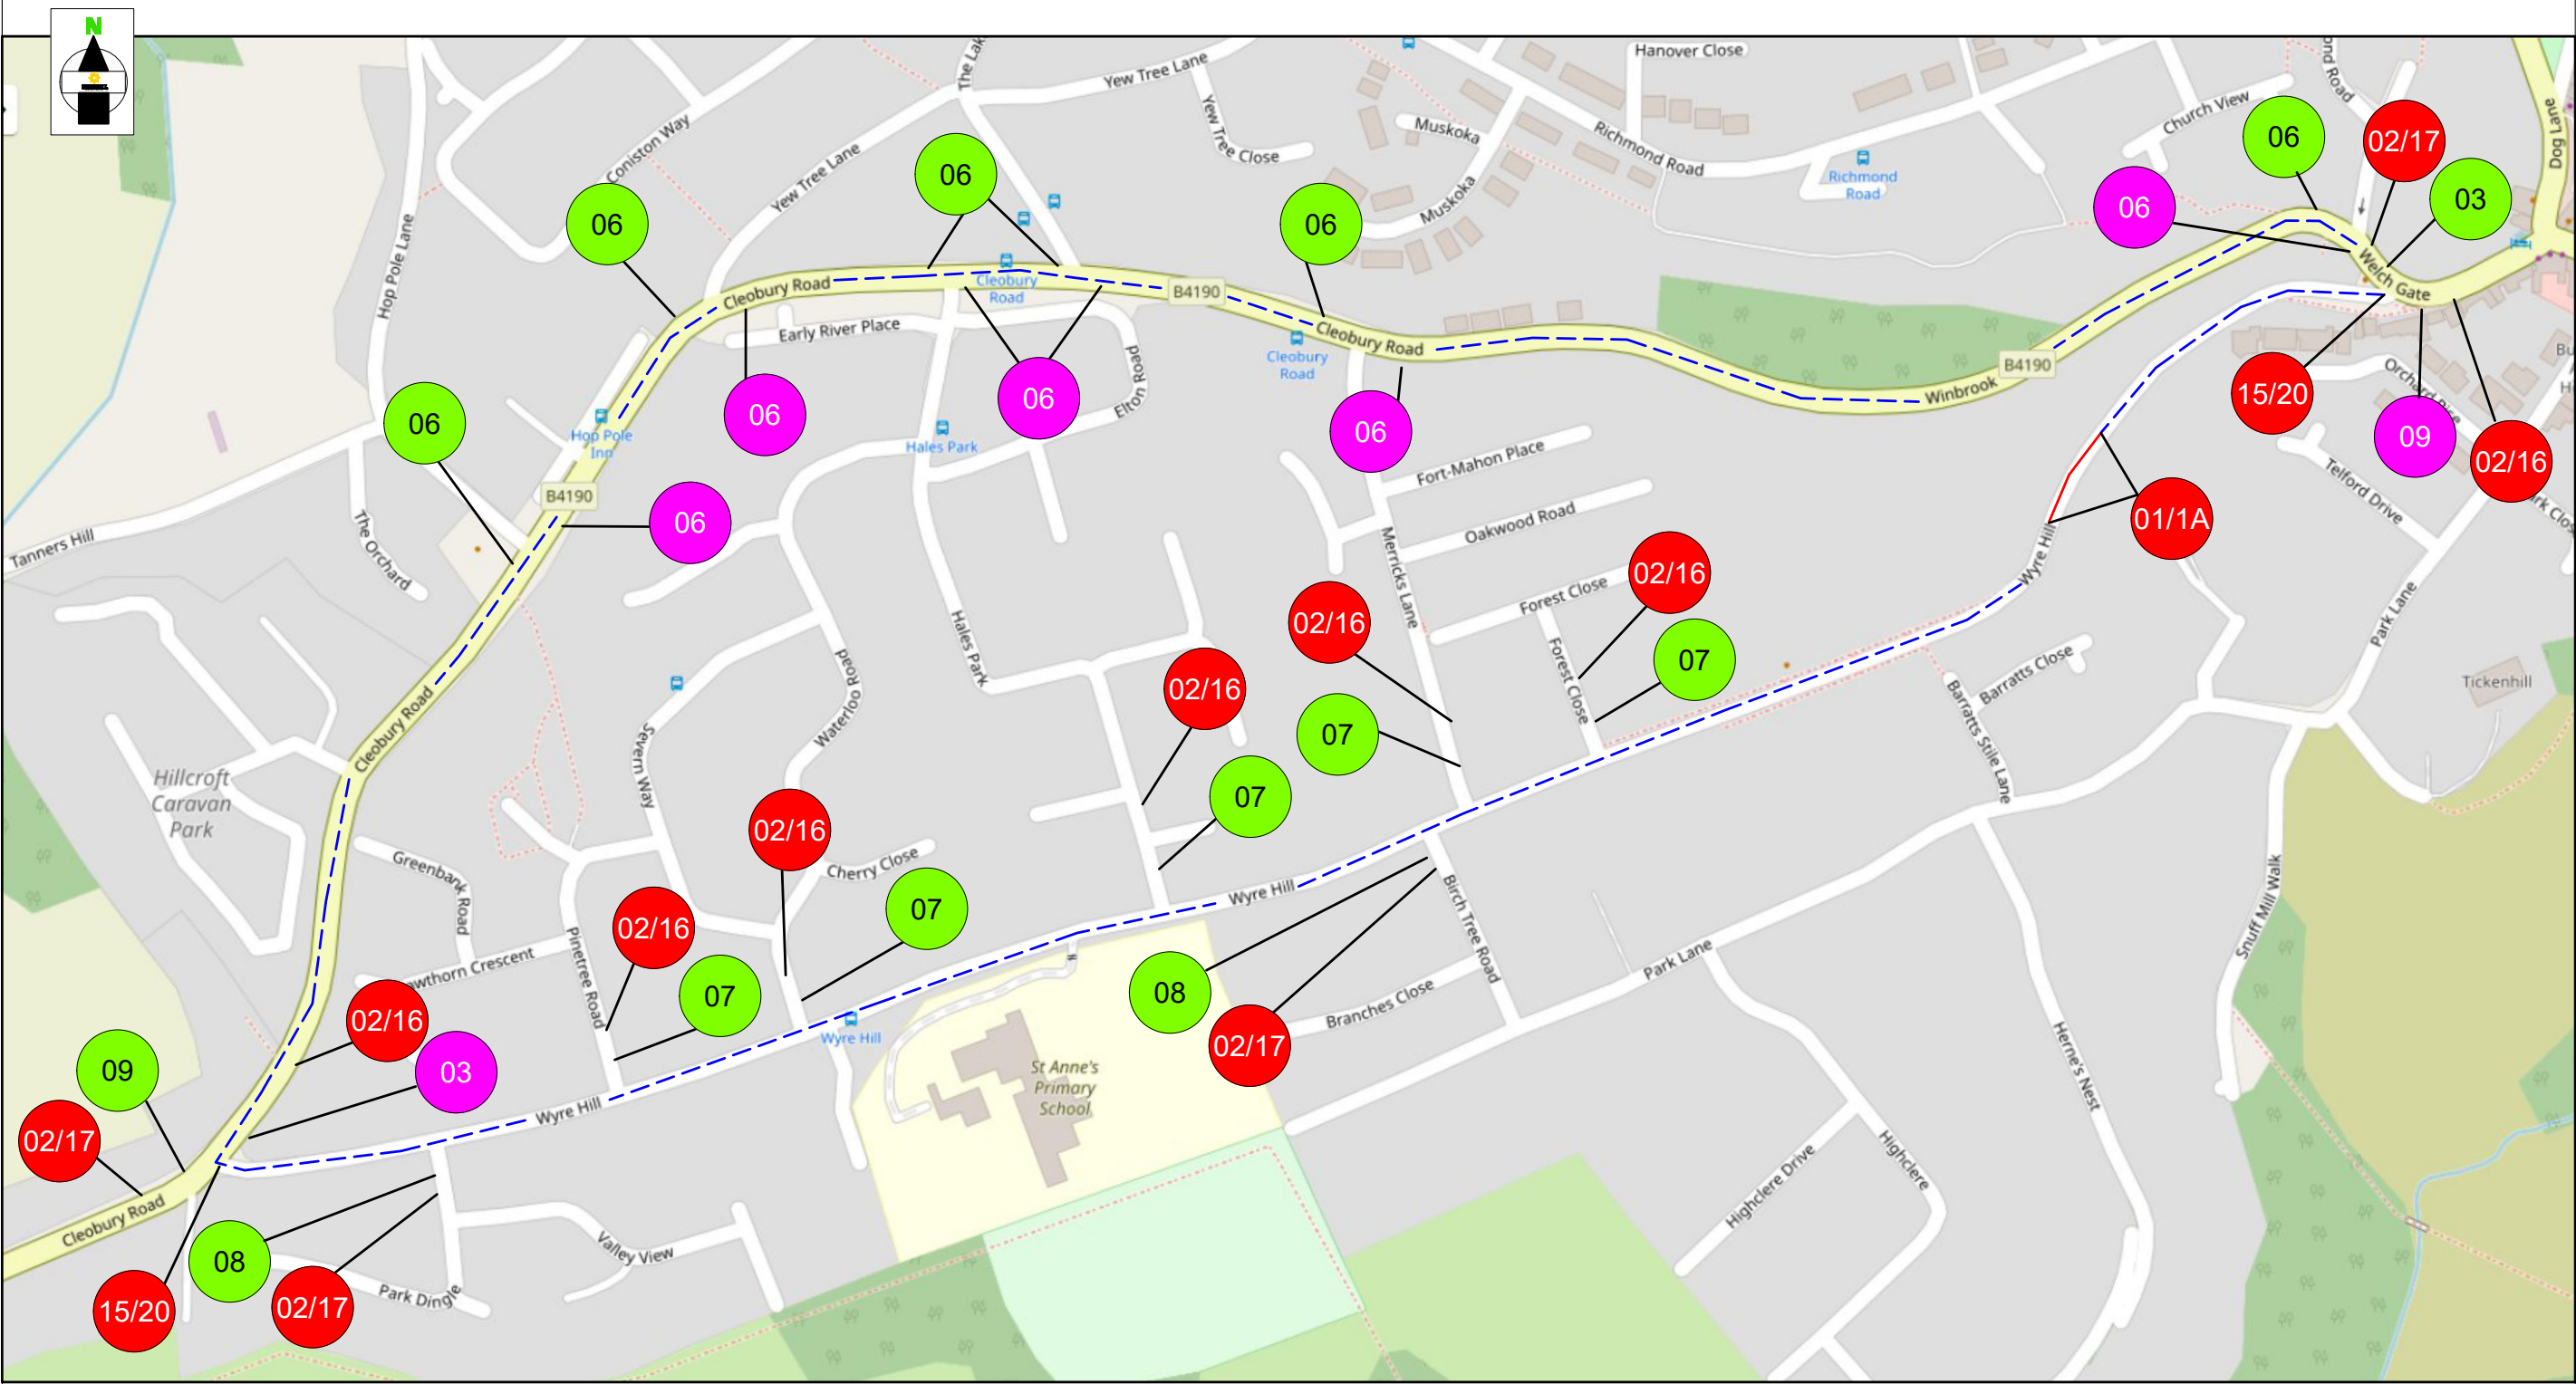 N
Hanover Close
The Lak
Yew Tree Lane
ond Road
Dog Lane
Coniston Way
Yew Tree Lane
Yew Tree Close
Muskoka
Richmond Road
Church View
06
02/17
06
03
Richmond
Road
Muskoka
06
06
06
06
Hop Pole Lane
Cleobury Road
Cleobury
Road
B4190
Welch Gate
Early River Place
Cleobury Road
Cleobury
Road
B4190
Winbrook
Elton Road
06
06
06
15/20
Orchard Rise
09
02/16
06
Hop Pole
Inn
Hales Park
Fort-Mahon Place
Telford Drive
B4190
06
Oakwood Road
01/1A
ark Clos
Tanners Hill
The Orchard
Merricks Lane
Wyre Hill
02/16
Forest Close
02/16
Park Lane
Hales Park
Forest Close
07
Barratts Close
Tickenhill
Waterloo Road
02/16
07
Barratts Stile Lane
Cleobury Road
Severn Way
Hillcroft
Caravan
Park
07
02/16
Greenbank Road
Cherry Close
Wyre Hill
07
02/16
Birch Tree Road
Snuff Mill Walk
awthorn Crescent
Pinetree Road
07
08
Park Lane
02/16
Wyre Hill
02/17
Branches Close
Herne's Nest
09
03
St Anne's
Primary
School
02/17
Wyre Hill
Highclere
Highclere Drive
Cleobury Road
08
Valley View
15/20
02/17
Park Dingle